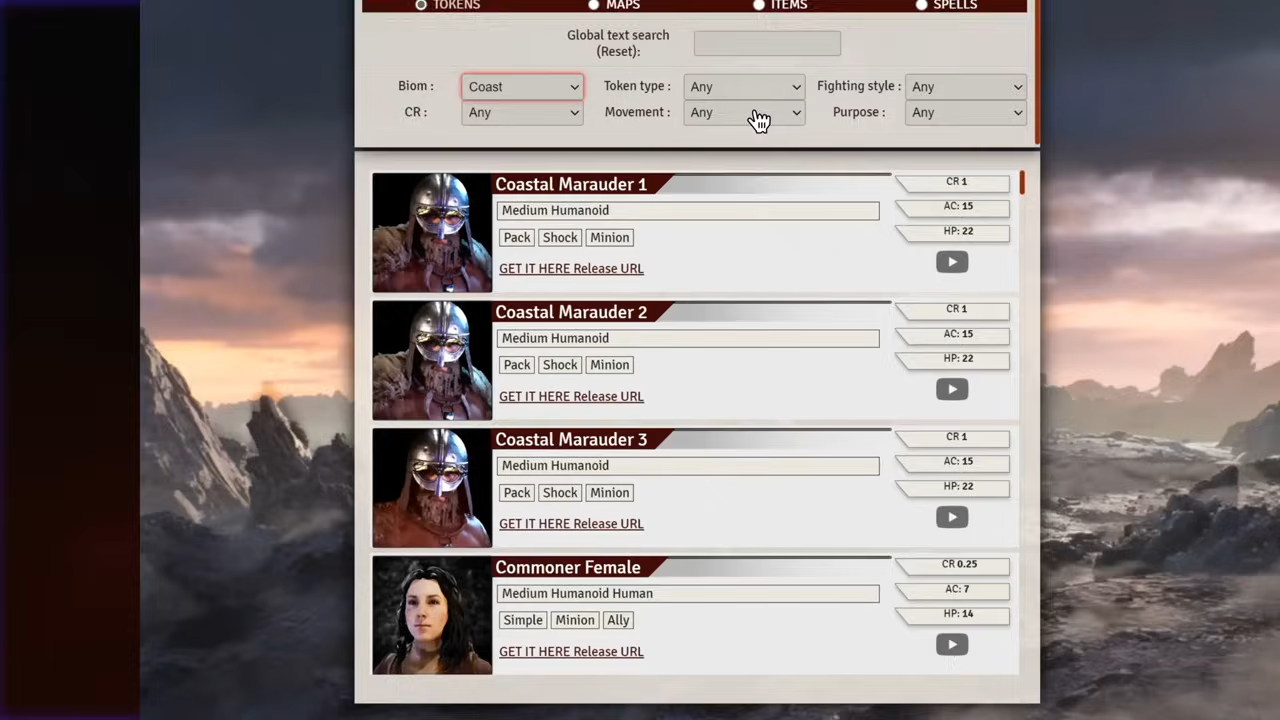 TOKENS MAPS ITEMS SPELLS
Global text search
(Reset):
Biom : Coast Token type : Any Fighting style : Any
CR : Any Movement : Any Purpose : Any
Coastal Marauder 1 CR 1
Medium Humanoid AC: 15
Pack Shock Minion HP: 22
GET IT HERE Release URL
Coastal Marauder 2 CR 1
Medium Humanoid AC: 15
Pack Shock Minion HP: 22
GET IT HERE Release URL
Coastal Marauder 3 CR 1
Medium Humanoid AC: 15
Pack Shock Minion HP: 22
GET IT HERE Release URL
Commoner Female CR 0.25
Medium Humanoid Human AC: 7
Simple Minion Ally HP: 14
GET IT HERE Release URL